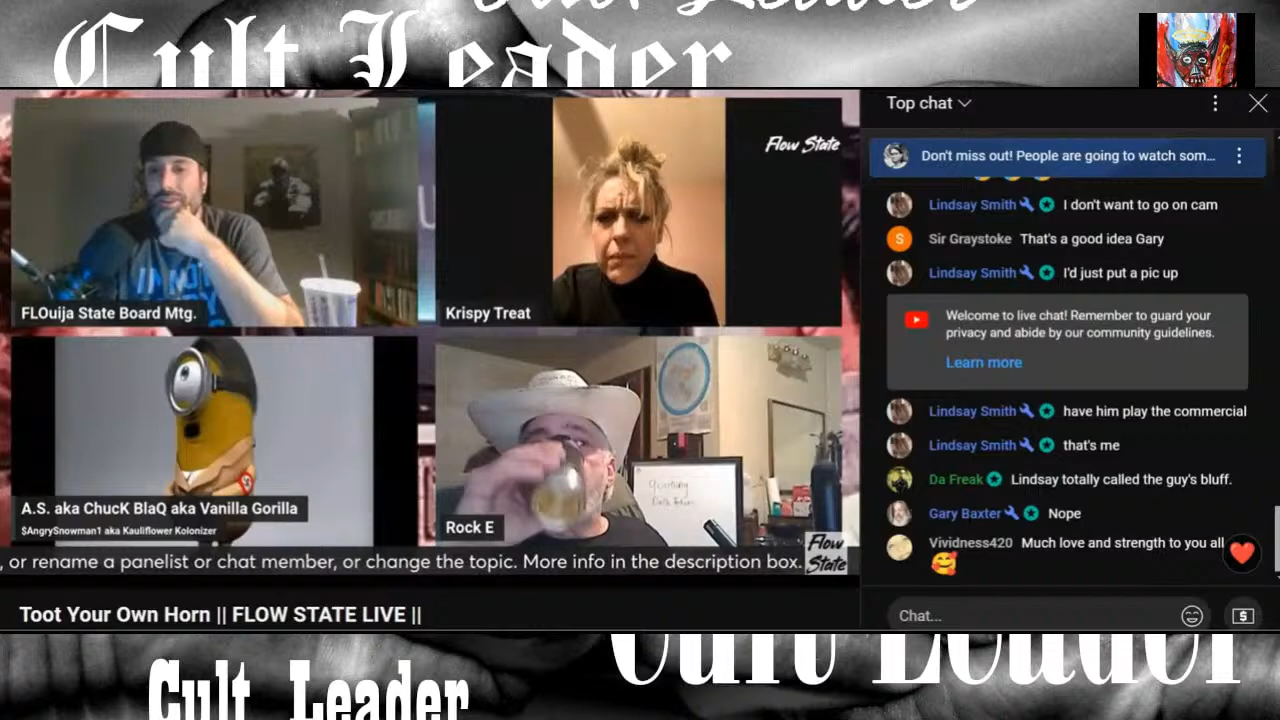 Cult Leader
Cult Leader
Top chat
Flow State
Don't miss out! People are going to watch som...
Lindsay Smith I don't want to go on cam
Sir Graystoke That's a good idea Gary
S
Lindsay Smith I'd just put a pic up
FLOuija State Board Mtg.
Krispy Treat
Welcome to live chat! Remember to guard your
privacy and abide by our community guidelines.
Learn more
Lindsay Smith have him play the commercial
Lindsay Smith that's me
Da Freak Lindsay totally called the guy's bluff.
A.S. aka ChucK BlaQ aka Vanilla Gorilla
$AngrySnowman1 aka Kauliflower Kolonizer
Rock E
Gary Baxter Nope
Vividness420 Much love and strength to you all
, or rename a panelist or chat member, or change the topic. More info in the description box.
Flow
State
Toot Your Own Horn || FLOW STATE LIVE ||
Chat...
$
Cult Leader
Cult Leader